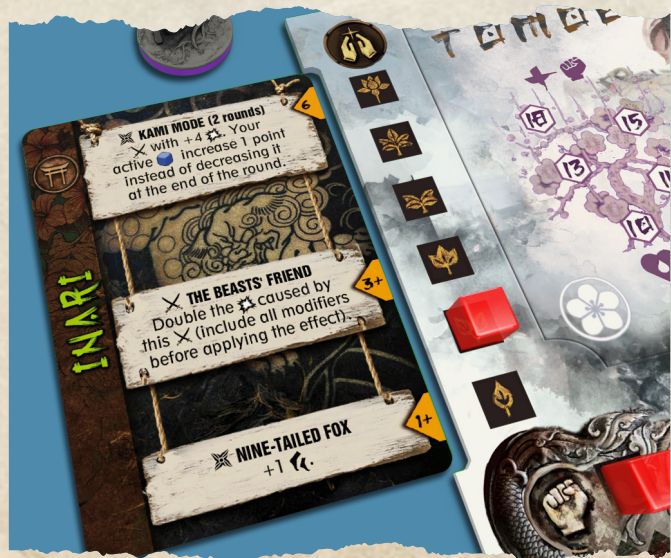 TOMOE
6
KAMI MODE (2 rounds)
with +4 . Your
active increase 1 point
instead of decreasing it
at the end of the round.
INARI
3+
THE BEASTS' FRIEND
Double the caused by
this (include all modifiers
before applying the effect).
1+
NINE-TAILED FOX
+1 .
18
15
13
10